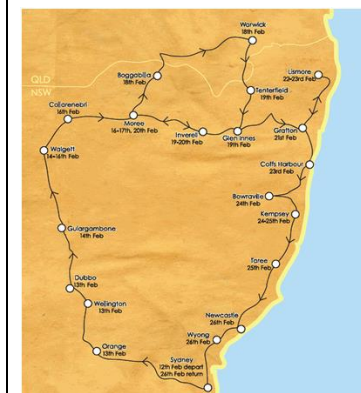 Warwick
18th Feb
Lismore
22-23rd Feb
QLD
NSW
Boggabilla
18th Feb
Tenterfield
19th Feb
Collarenebri
16th Feb
Moree
16-17th, 20th Feb
Inverell
19-20th Feb
Glen Innes
19th Feb
Grafton
21st Feb
Walgett
14-16th Feb
Coffs Harbour
23rd Feb
Bowraville
24th Feb
Kempsey
24-25th Feb
Gulargambone
14th Feb
Taree
25th Feb
Dubbo
13th Feb
Wellington
13th Feb
Newcastle
26th Feb
Wyong
26th Feb
Orange
13th Feb
Sydney
12th Feb depart
26th Feb return